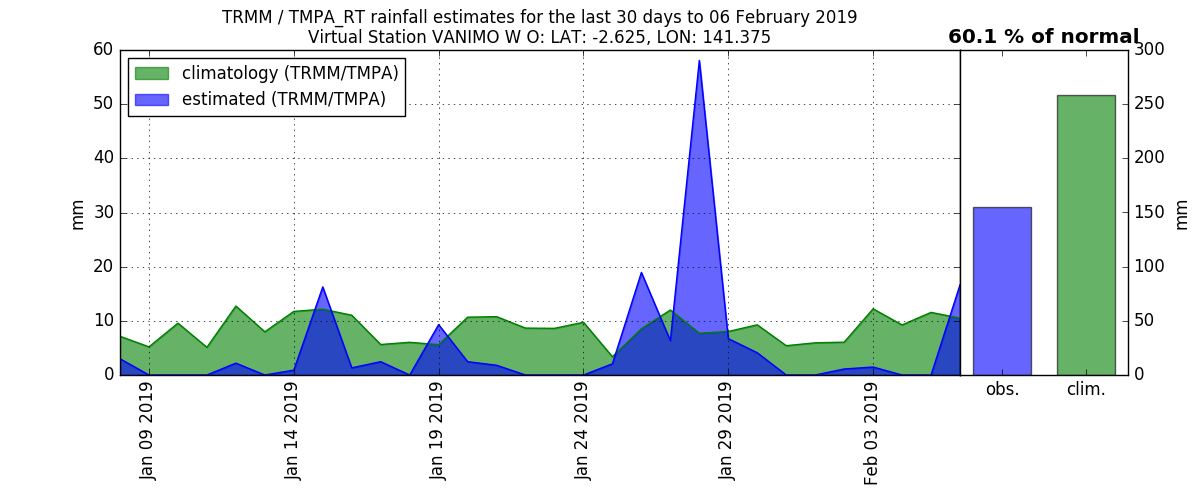 TRMM / TMPA_RT rainfall estimates for the last 30 days to 06 February 2019
Virtual Station VANIMO W O: LAT: -2.625, LON: 141.375
60.1 % of normal
climatology (TRMM/TMPA)
estimated (TRMM/TMPA)
mm
60
50
40
30
20
10
0
Jan 09 2019
Jan 14 2019
Jan 19 2019
Jan 24 2019
Jan 29 2019
Feb 03 2019
obs.
clim.
300
250
200
150
100
50
0
mm